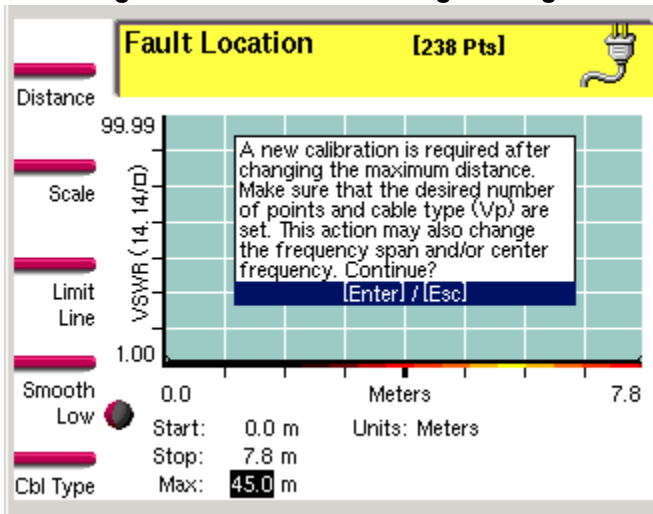 Fault Location [238 Pts]
Distance
Scale
Limit
Line
Smooth
Low
Cbl Type
99.99
VSWR (14.14/□)
1.00
A new calibration is required after
changing the maximum distance.
Make sure that the desired number
of points and cable type (Vp) are
set. This action may also change
the frequency span and/or center
frequency. Continue?
[Enter] / [Esc]
0.0 Meters 7.8
Start: 0.0 m Units: Meters
Stop: 7.8 m
Max: 45.0 m